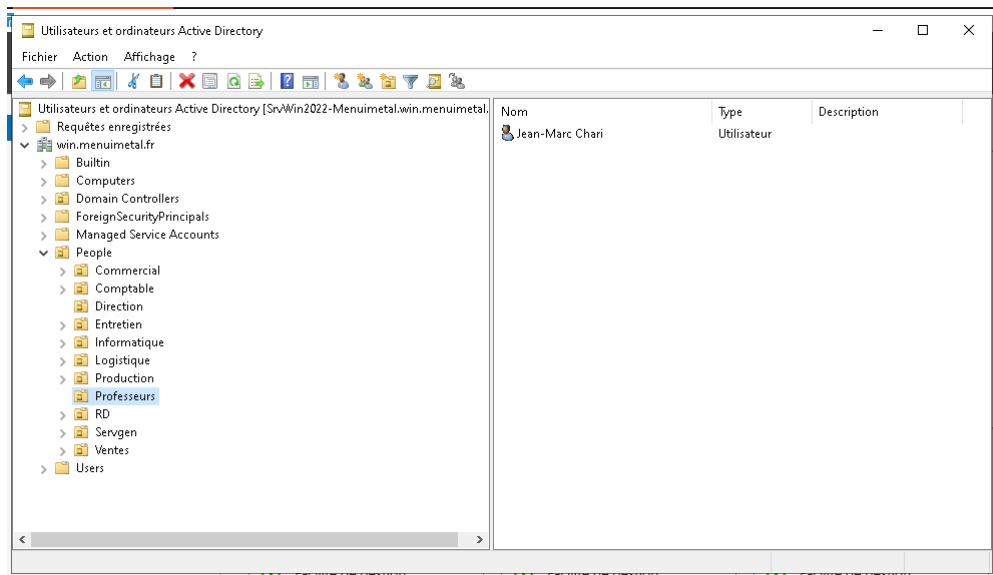 Utilisateurs et ordinateurs Active Directory
Fichier Action Affichage ?
Utilisateurs et ordinateurs Active Directory [SrvWin2022-Menuimetal.win.menuimetal.
Nom Type Description
Requêtes enregistrées
Jean-Marc Chari Utilisateur
win.menuimetal.fr
Builtin
Computers
Domain Controllers
ForeignSecurityPrincipals
Managed Service Accounts
People
Commercial
Comptable
Direction
Entretien
Informatique
Logistique
Production
Professeurs
RD
Servgen
Ventes
Users